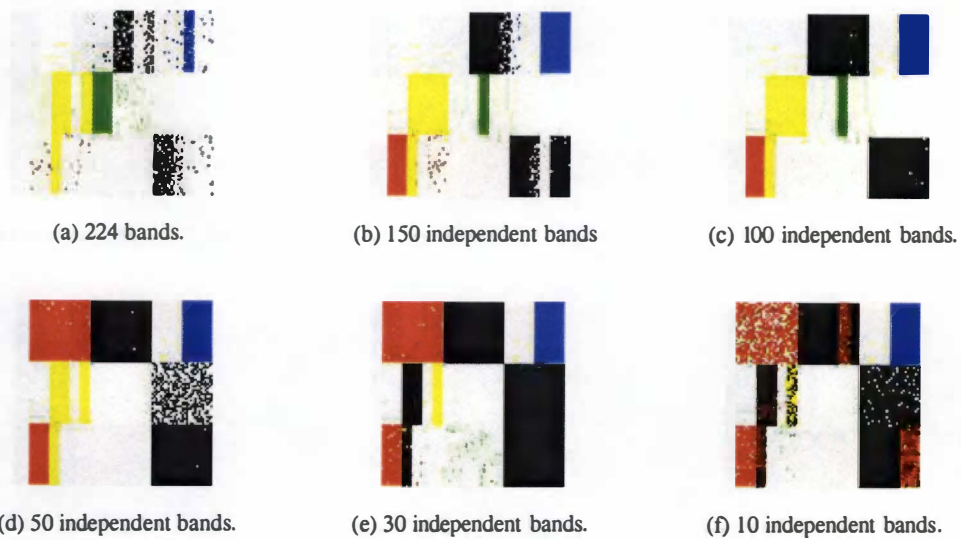 (a) 224 bands.
(b) 150 independent bands
(c) 100 independent bands.
(d) 50 independent bands.
(e) 30 independent bands.
(f) 10 independent bands.